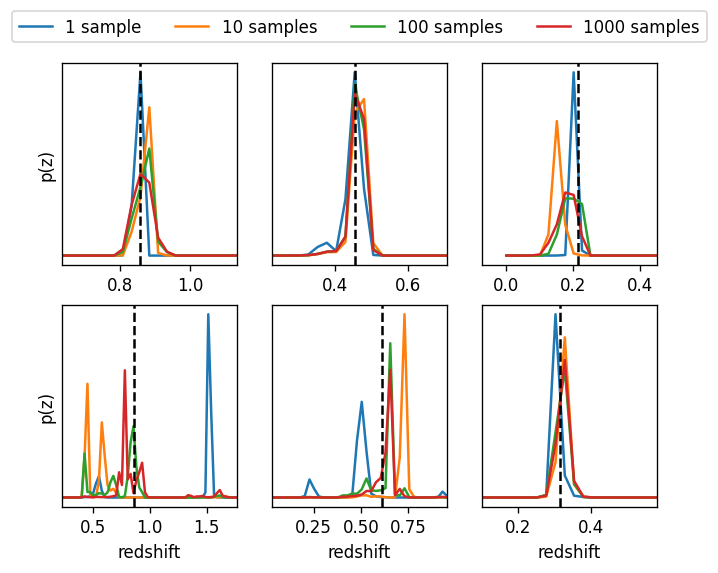 1 sample 10 samples 100 samples 1000 samples
p(z)
0.8 1.0 0.4 0.6 0.0 0.2 0.4
p(z)
0.5 1.0 1.5 0.25 0.50 0.75 0.2 0.4
redshift redshift redshift